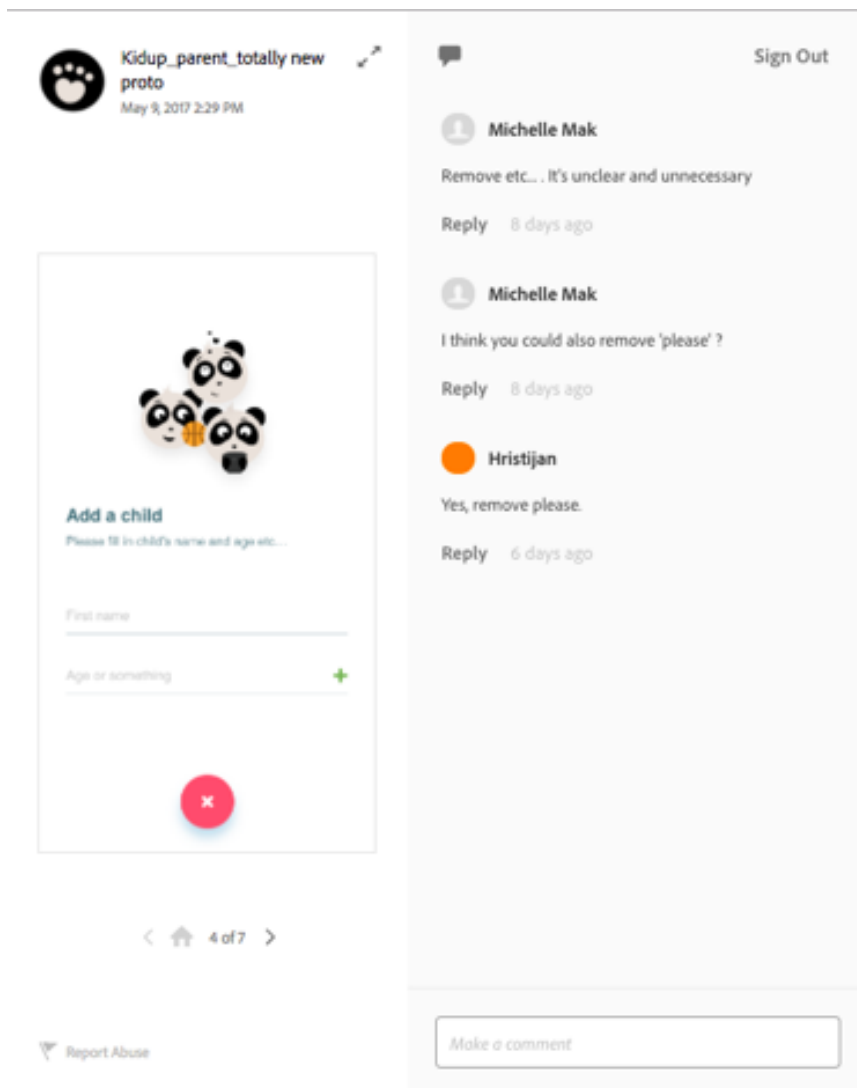 Kidup_parent_totally new
proto
May 9, 2017 2:29 PM
Add a child
Please fill in child's name and age etc...
First name
Age or something
4 of 7
Report Abuse
Sign Out
Michelle Mak
Remove etc... . It's unclear and unnecessary
Reply 8 days ago
Michelle Mak
I think you could also remove 'please' ?
Reply 8 days ago
Hristijan
Yes, remove please.
Reply 6 days ago
Make a comment